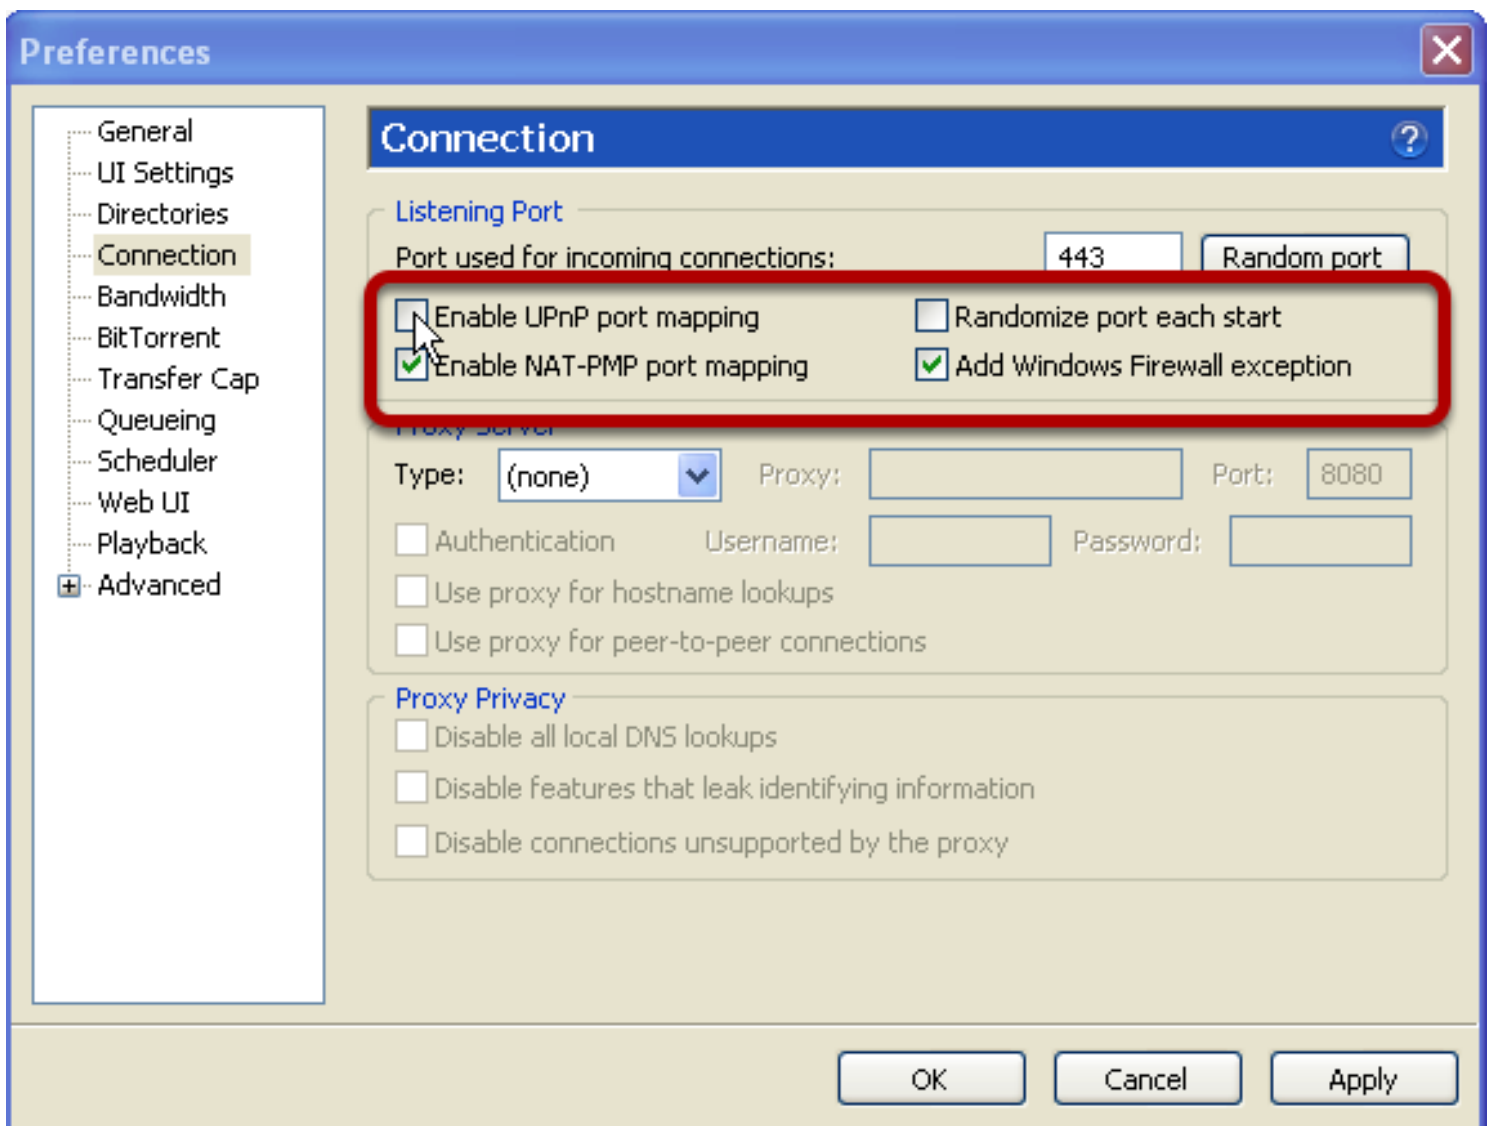 Preferences
General
UI Settings
Directories
Connection
Bandwidth
BitTorrent
Transfer Cap
Queueing
Scheduler
Web UI
Playback
Advanced
Connection
Listening Port
Port used for incoming connections: 443 Random port
Enable UPnP port mapping Randomize port each start
Enable NAT-PMP port mapping Add Windows Firewall exception
Proxy Server
Type: (none) Proxy: Port: 8080
Authentication Username: Password:
Use proxy for hostname lookups
Use proxy for peer-to-peer connections
Proxy Privacy
Disable all local DNS lookups
Disable features that leak identifying information
Disable connections unsupported by the proxy
OK Cancel Apply